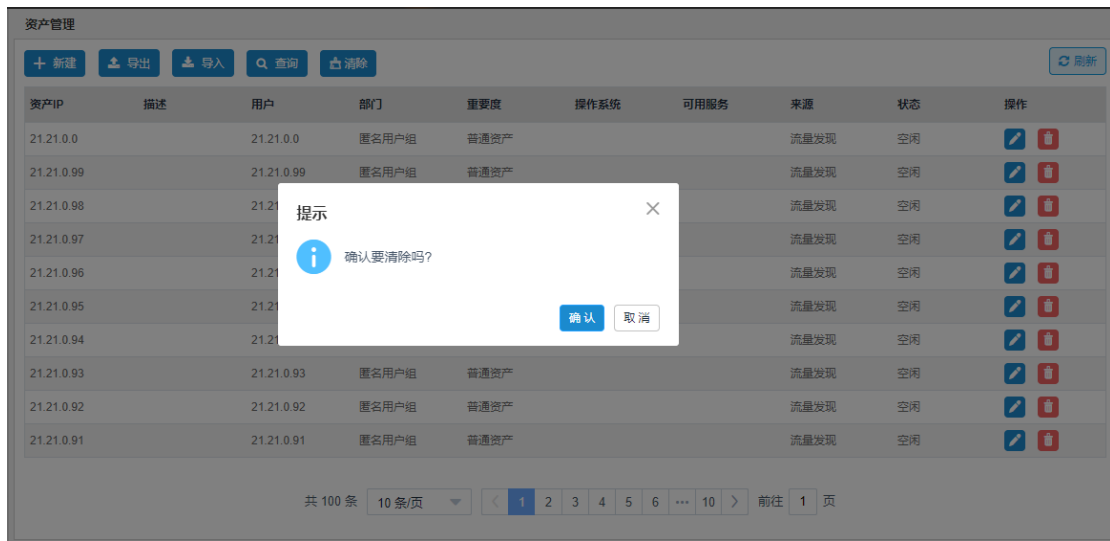 资产管理
新建 导出 导入 查询 清除 刷新
资产IP 描述 用户 部门 重要度 操作系统 可用服务 来源 状态 操作
21.21.0.0 21.21.0.0 匿名用户组 普通资产 流量发现 空闲
21.21.0.99 21.21.0.99 匿名用户组 普通资产 流量发现 空闲
21.21.0.98 21.21 流量发现 空闲
提示
21.21.0.97 21.21 流量发现 空闲
确认要清除吗?
21.21.0.96 21.21 流量发现 空闲
21.21.0.95 21.21 流量发现 空闲
确认 取消
21.21.0.94 21.21 流量发现 空闲
21.21.0.93 21.21.0.93 匿名用户组 普通资产 流量发现 空闲
21.21.0.92 21.21.0.92 匿名用户组 普通资产 流量发现 空闲
21.21.0.91 21.21.0.91 匿名用户组 普通资产 流量发现 空闲
共 100 条 10 条/页 1 2 3 4 5 6 ••• 10 前往 1 页